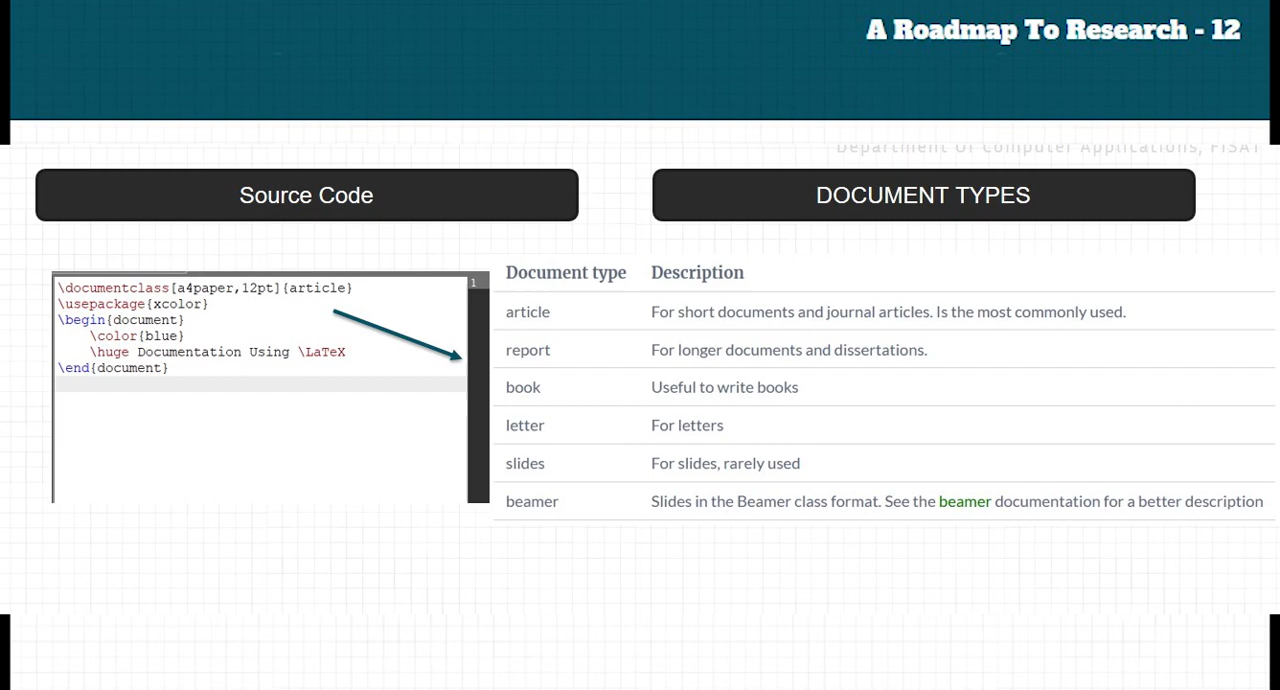 A Roadmap To Research - 12
Department Of Computer Applications, FISAT
Source Code
DOCUMENT TYPES
\documentclass[a4paper,12pt]{article}
\usepackage{xcolor}
\begin{document}
\color{blue}
\huge Documentation Using \LaTeX
\end{document}
1
Document type Description
article For short documents and journal articles. Is the most commonly used.
report For longer documents and dissertations.
book Useful to write books
letter For letters
slides For slides, rarely used
beamer Slides in the Beamer class format. See the beamer documentation for a better description